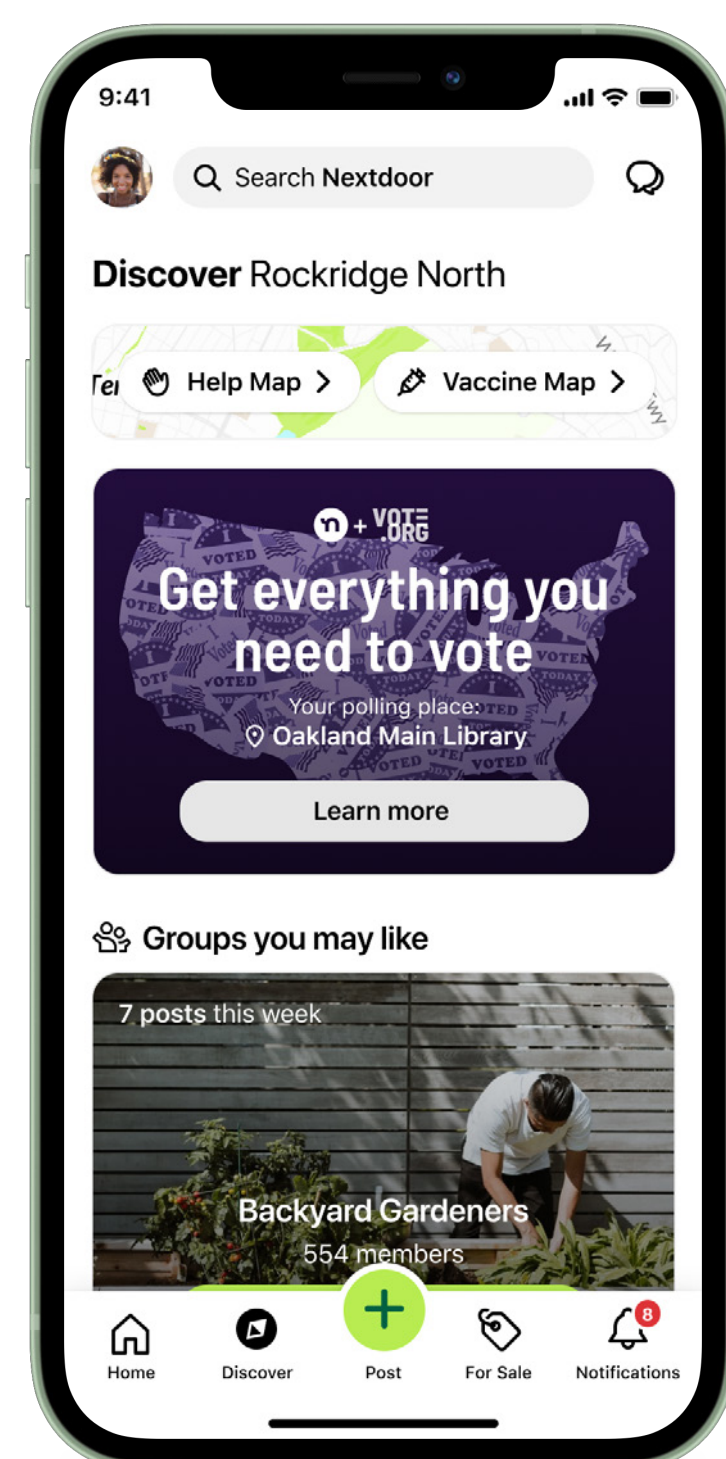 9:41
Search Nextdoor
Discover Rockridge North
Help Map
Vaccine Map
n + VOTE
.ORG
Get everything you
need to vote
Your polling place:
Oakland Main Library
Learn more
Groups you may like
7 posts this week
Backyard Gardeners
554 members
8
Home
Discover
Post
For Sale
Notifications